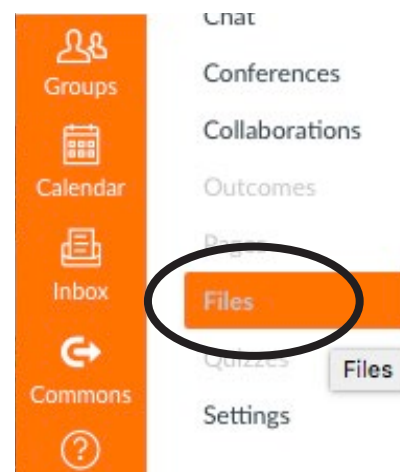 Groups
Calendar
Inbox
Commons
Chat
Conferences
Collaborations
Outcomes
Pages
Files
Quizzes
Files
Settings